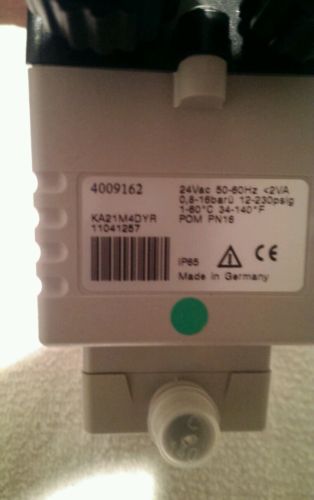 4009162
24Vac 50-60Hz <2VA
0,8-16barü 12-230psig
1-60°C 34-140°F
KA21M4DYR POM PN16
11041257
IP65
CE
Made in Germany